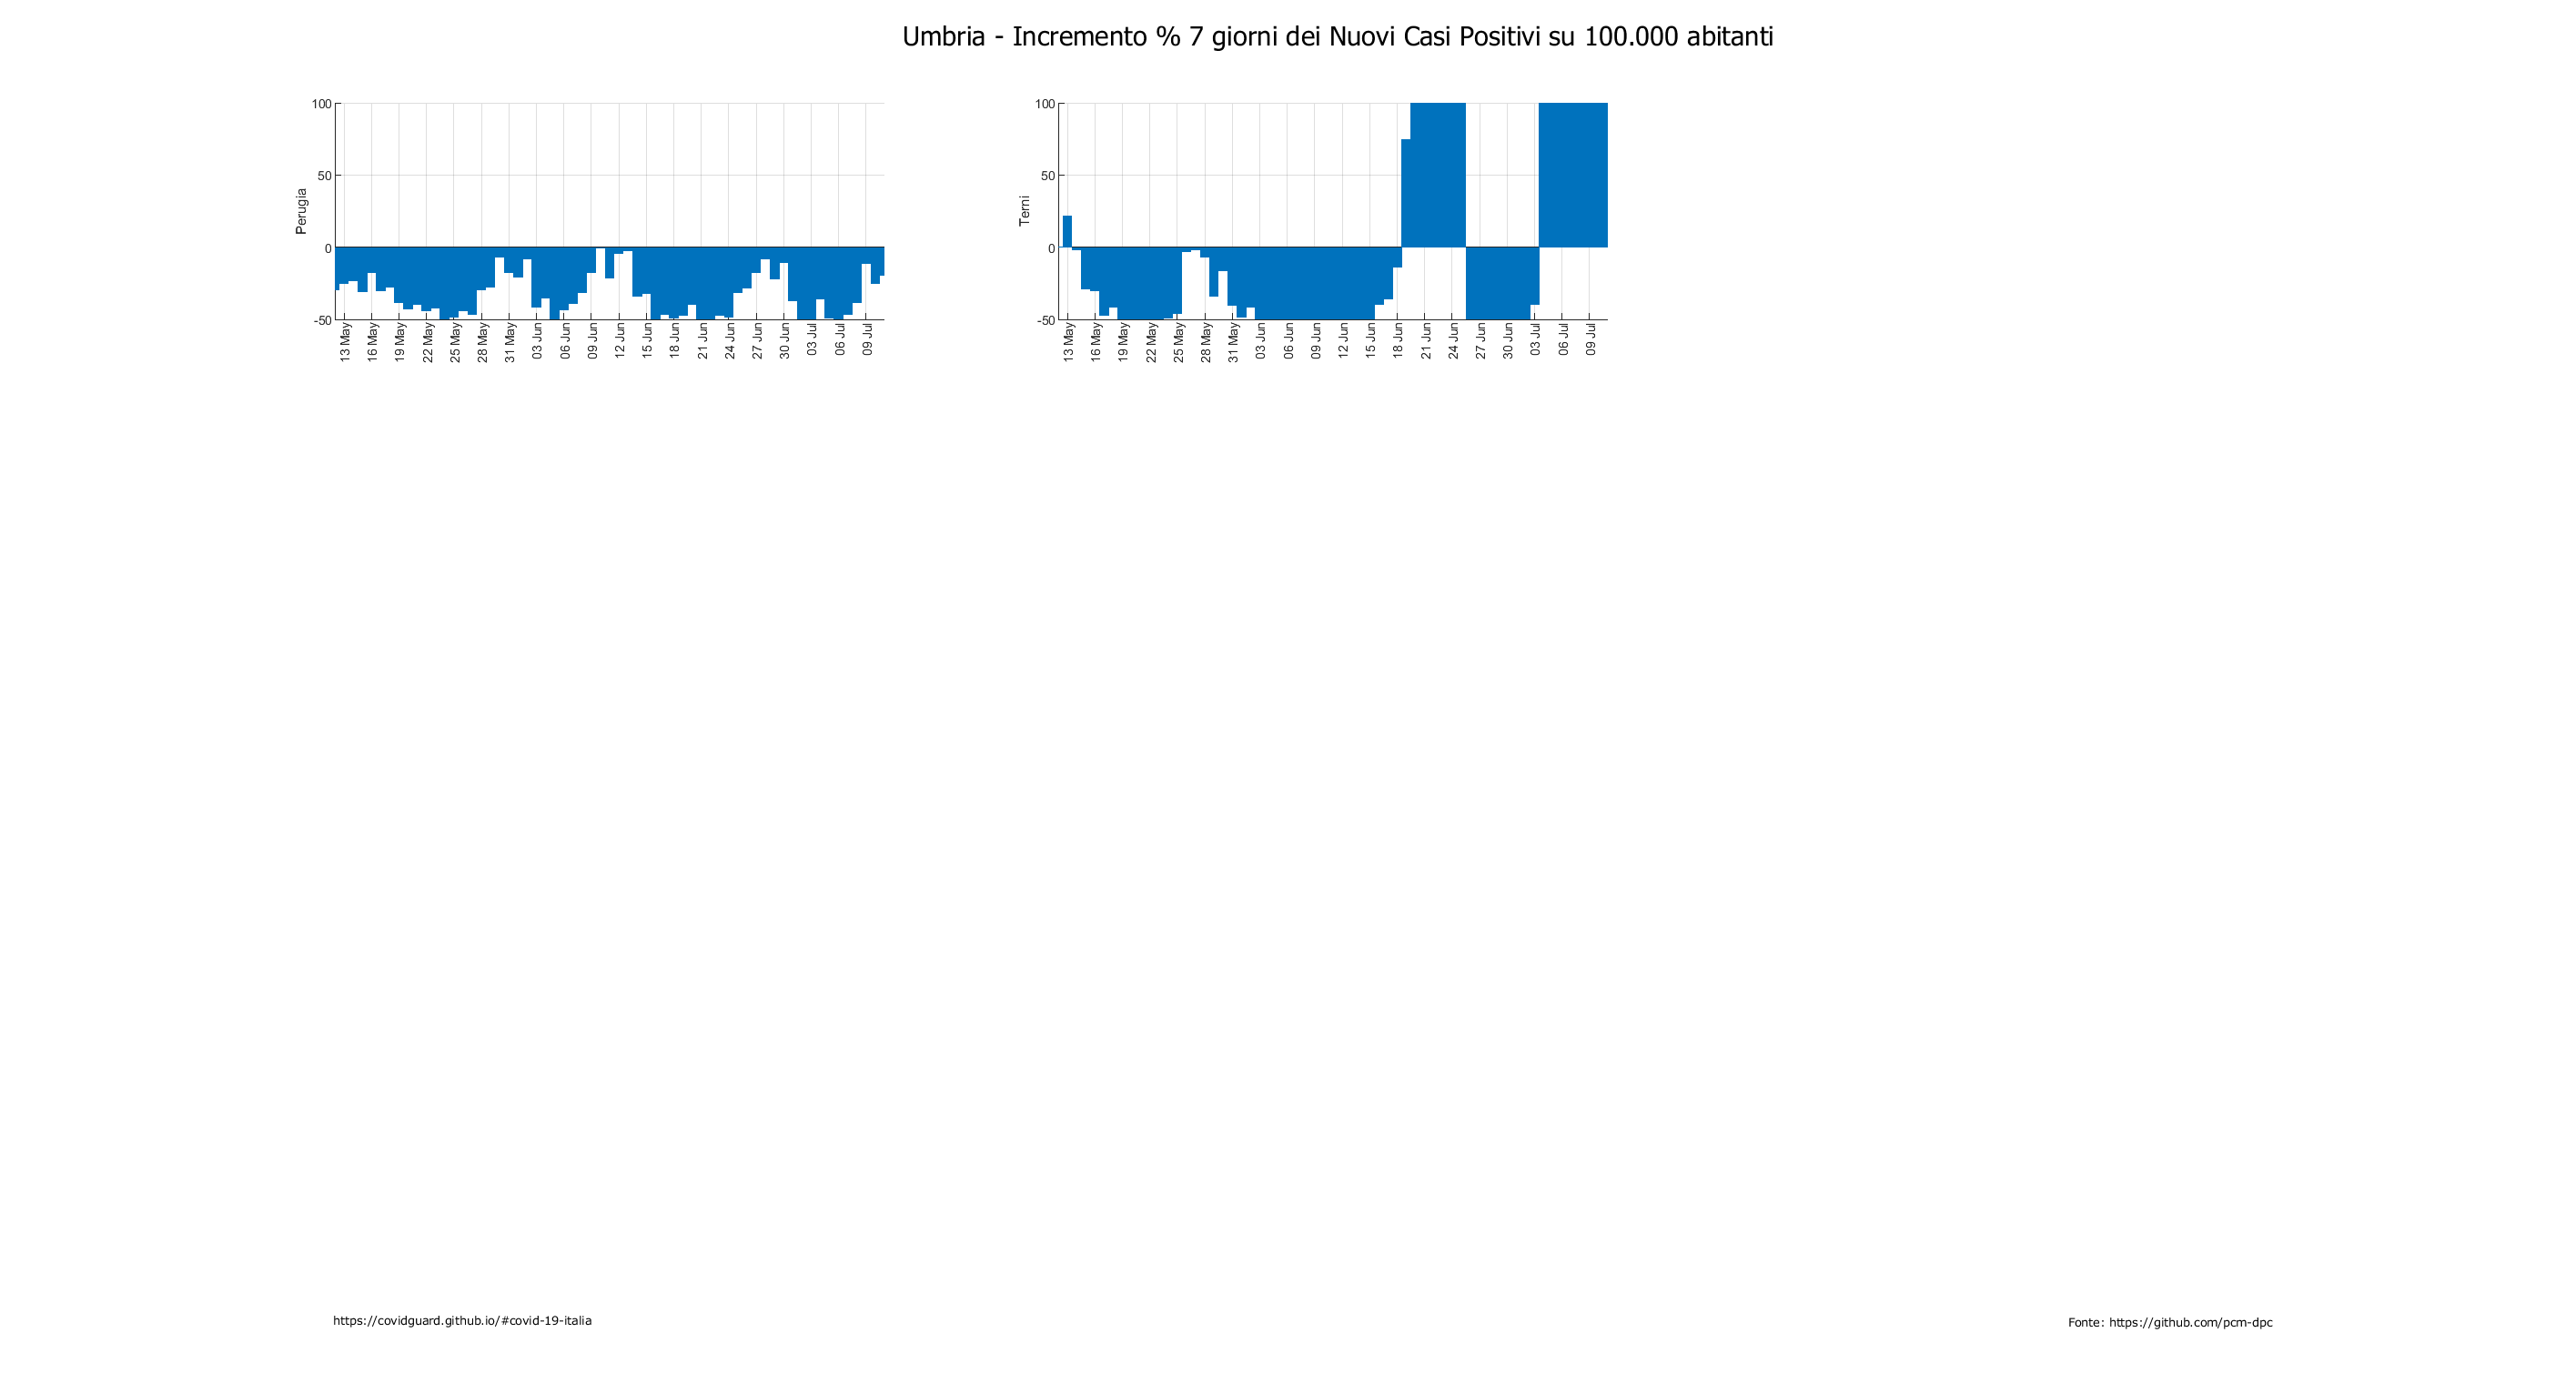 Umbria - Incremento % 7 giorni dei Nuovi Casi Positivi su 100.000 abitanti
100
50
0
-50
Perugia
13 May
16 May
19 May
22 May
25 May
28 May
31 May
03 Jun
06 Jun
09 Jun
12 Jun
15 Jun
18 Jun
21 Jun
24 Jun
27 Jun
30 Jun
03 Jul
06 Jul
09 Jul
100
50
0
-50
Terni
13 May
16 May
19 May
22 May
25 May
28 May
31 May
03 Jun
06 Jun
09 Jun
12 Jun
15 Jun
18 Jun
21 Jun
24 Jun
27 Jun
30 Jun
03 Jul
06 Jul
09 Jul
https://covidguard.github.io/#covid-19-italia
Fonte: https://github.com/pcm-dpc